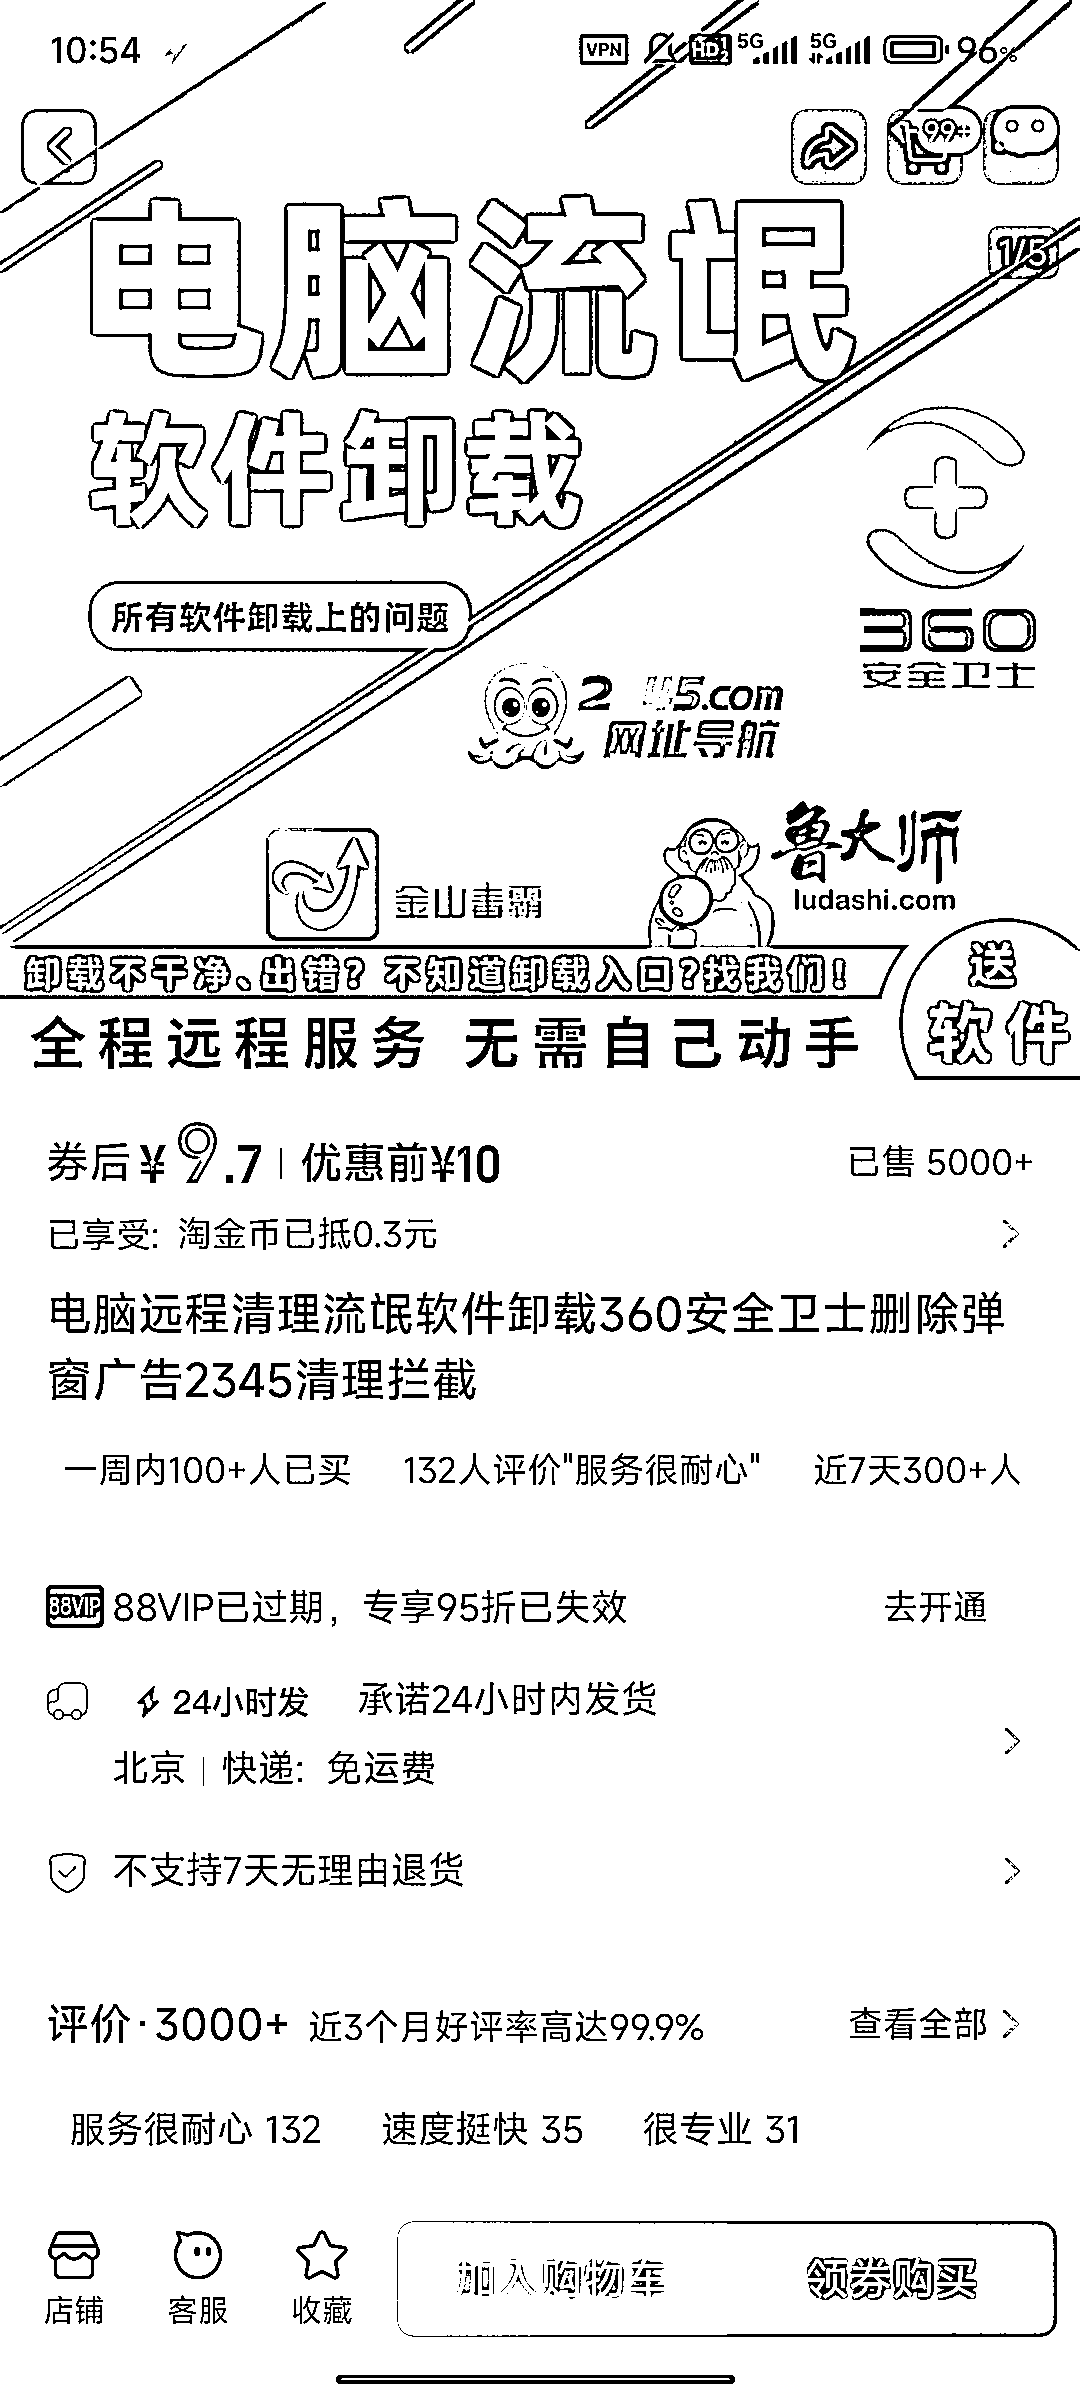 10:54
VPN HD 2 5G 5G 96%
99+
电脑流氓
1/5
软件卸载
所有软件卸载上的问题
360
安全卫士
2345.com
网址导航
鲁大师
ludashi.com
金山毒霸
卸载不干净、出错?不知道卸载入口?找我们!
送
软件
全程远程服务 无需自己动手
券后¥9.7 | 优惠前¥10 已售 5000+
已享受: 淘金币已抵0.3元
电脑远程清理流氓软件卸载360安全卫士删除弹
窗广告2345清理拦截
一周内100+人已买 132人评价"服务很耐心" 近7天300+人
88VIP 88VIP已过期,专享95折已失效 去开通
24小时发 承诺24小时内发货
北京 | 快递: 免运费
不支持7天无理由退货
评价·3000+ 近3个月好评率高达99.9% 查看全部
服务很耐心 132 速度挺快 35 很专业 31
店铺 客服 收藏 加入购物车 领券购买